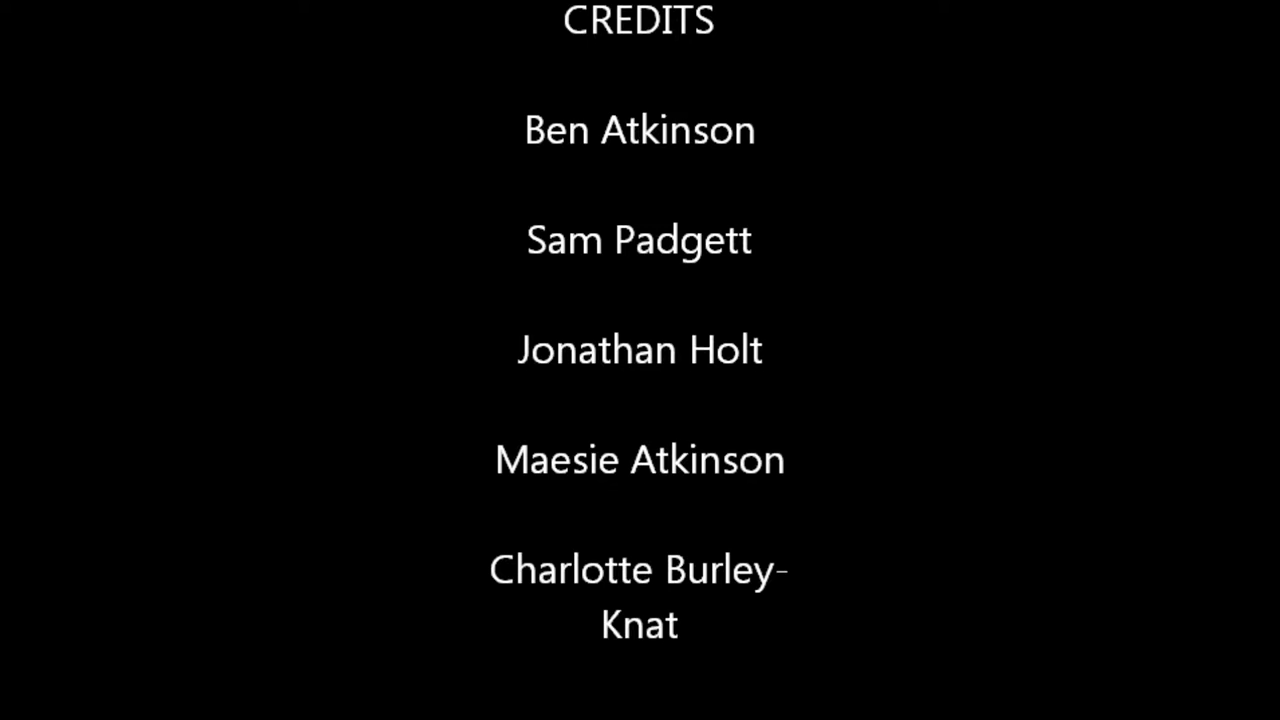 CREDITS
Ben Atkinson
Sam Padgett
Jonathan Holt
Maesie Atkinson
Charlotte Burley-
Knat